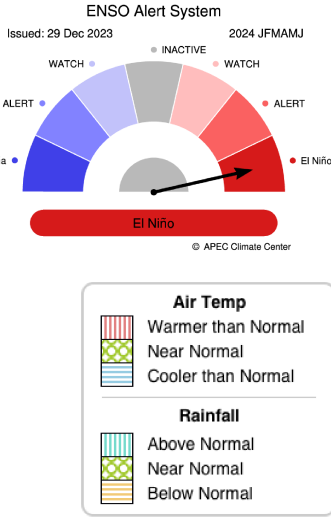 ENSO Alert System
Issued: 29 Dec 2023
2024 JFMAMJ
INACTIVE
WATCH
WATCH
ALERT
ALERT
a
El Niño
El Niño
© APEC Climate Center
Air Temp
Warmer than Normal
Near Normal
Cooler than Normal
Rainfall
Above Normal
Near Normal
Below Normal